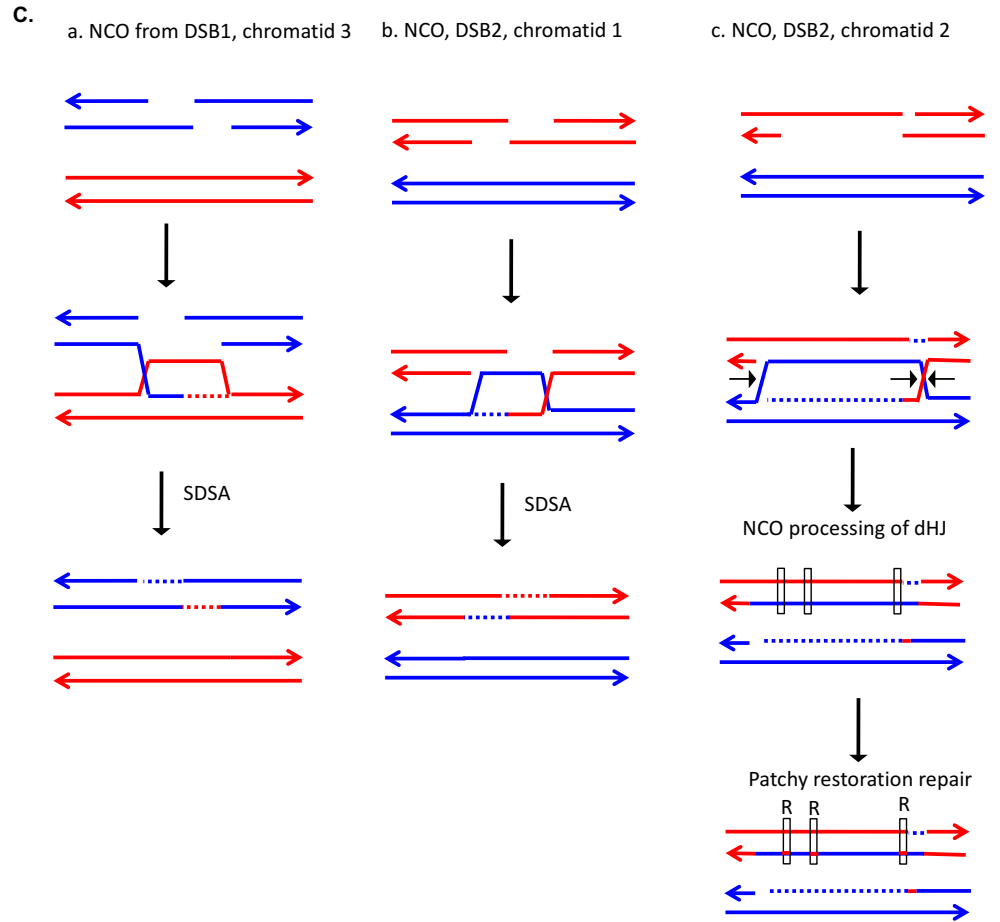 C.
a. NCO from DSB1, chromatid 3
b. NCO, DSB2, chromatid 1
c. NCO, DSB2, chromatid 2
SDSA
SDSA
NCO processing of dHJ
Patchy restoration repair
R R R